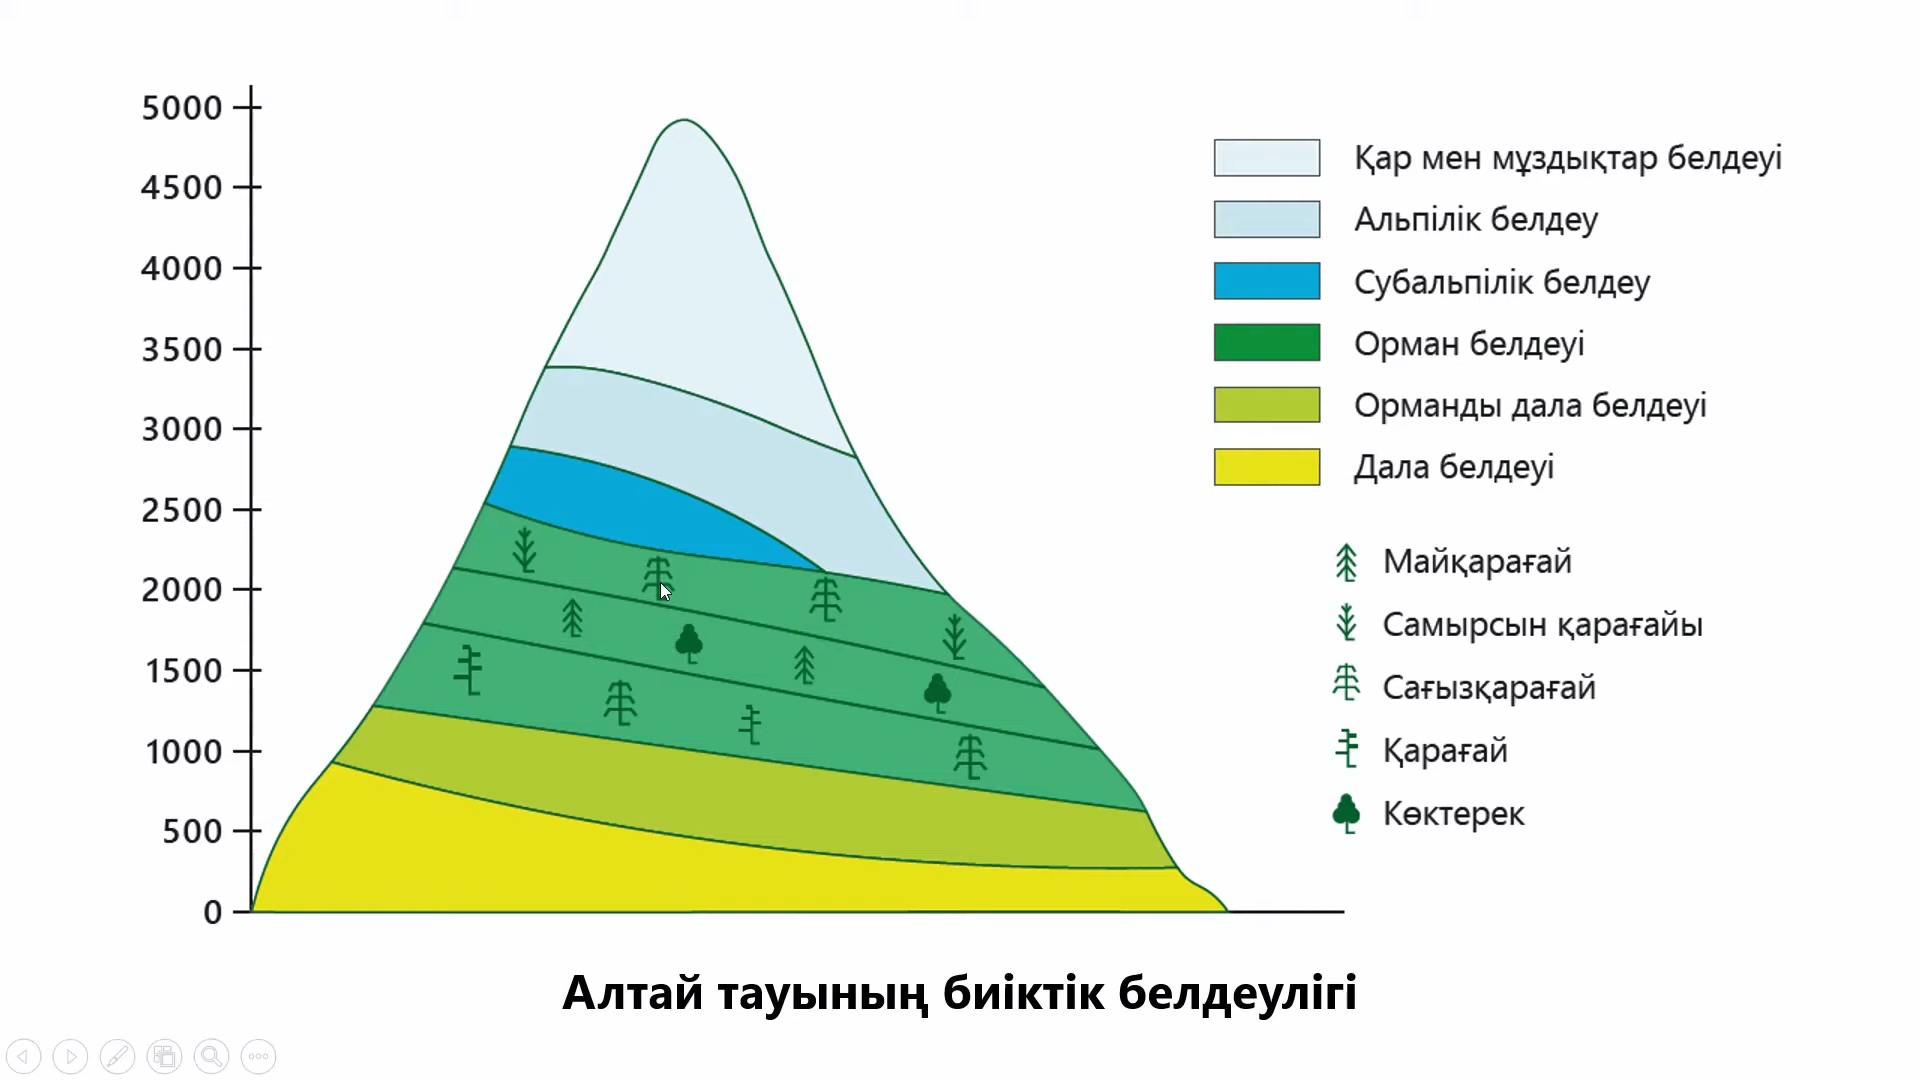 5000
4500
4000
3500
3000
2500
2000
1500
1000
500
0
Қар мен мұздықтар белдеуі
Альпілік белдеу
Субальпілік белдеу
Орман белдеуі
Орманды дала белдеуі
Дала белдеуі
Майқарағай
Самырсын қарағайы
Сағызқарағай
Қарағай
Көктерек
Алтай тауының биіктік белдеулігі